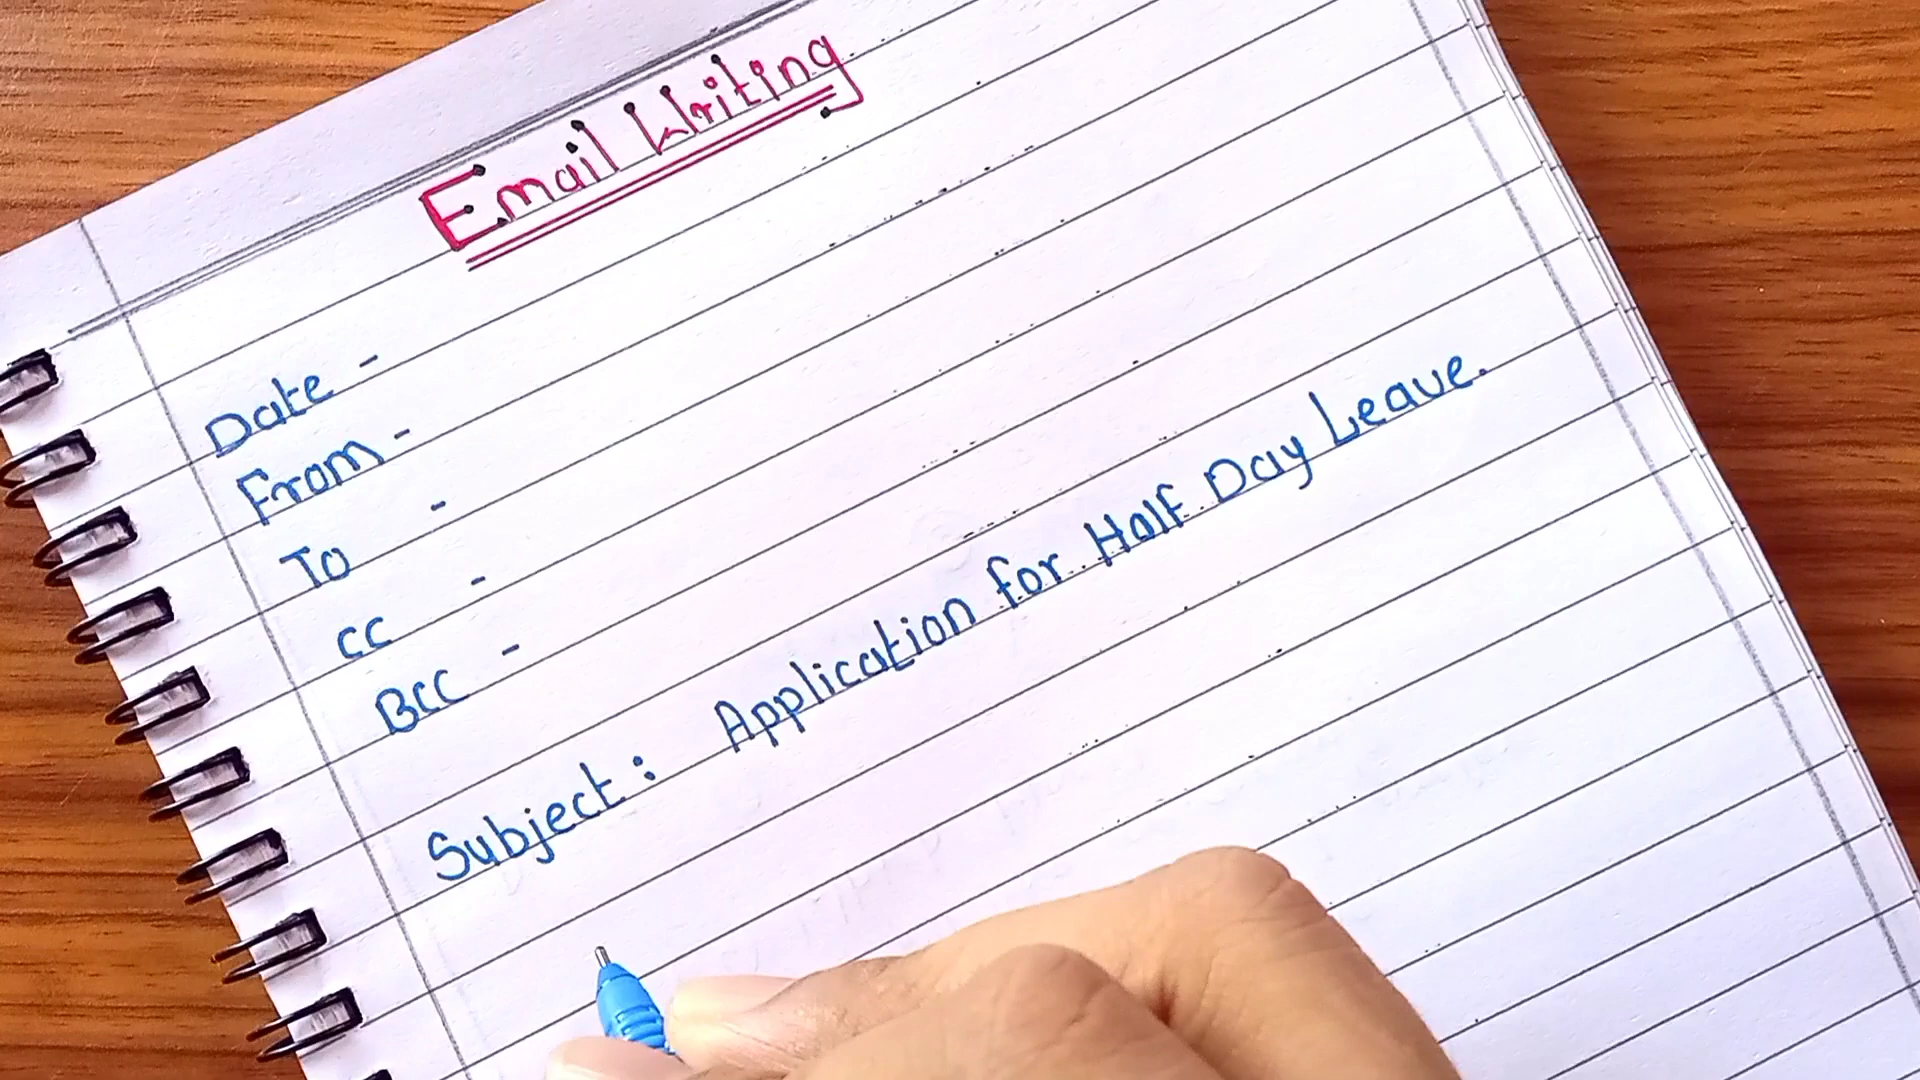 Email Writing
Date -
From -
To -
CC -
BCC -
Subject: Application for Half Day Leave.